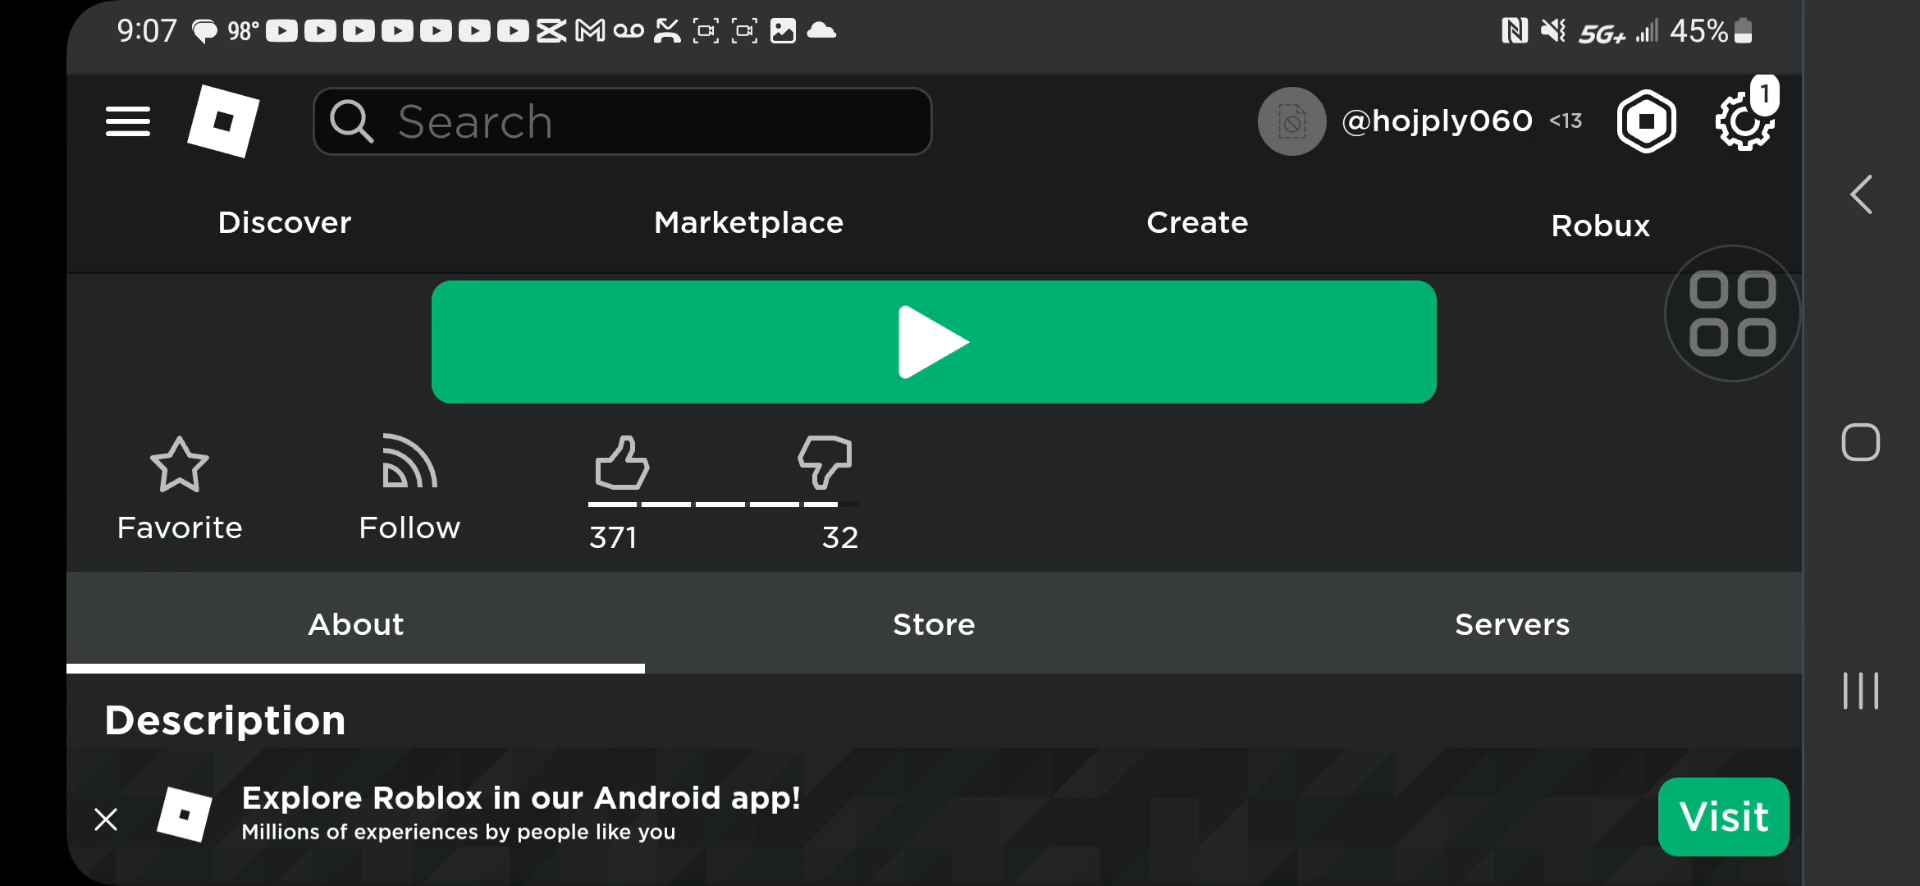 9:07 98° 5G+ 45%
Search
@hojply060 <13
1
Discover Marketplace Create Robux
Favorite Follow 371 32
About Store Servers
Description
Explore Roblox in our Android app!
Millions of experiences by people like you
Visit